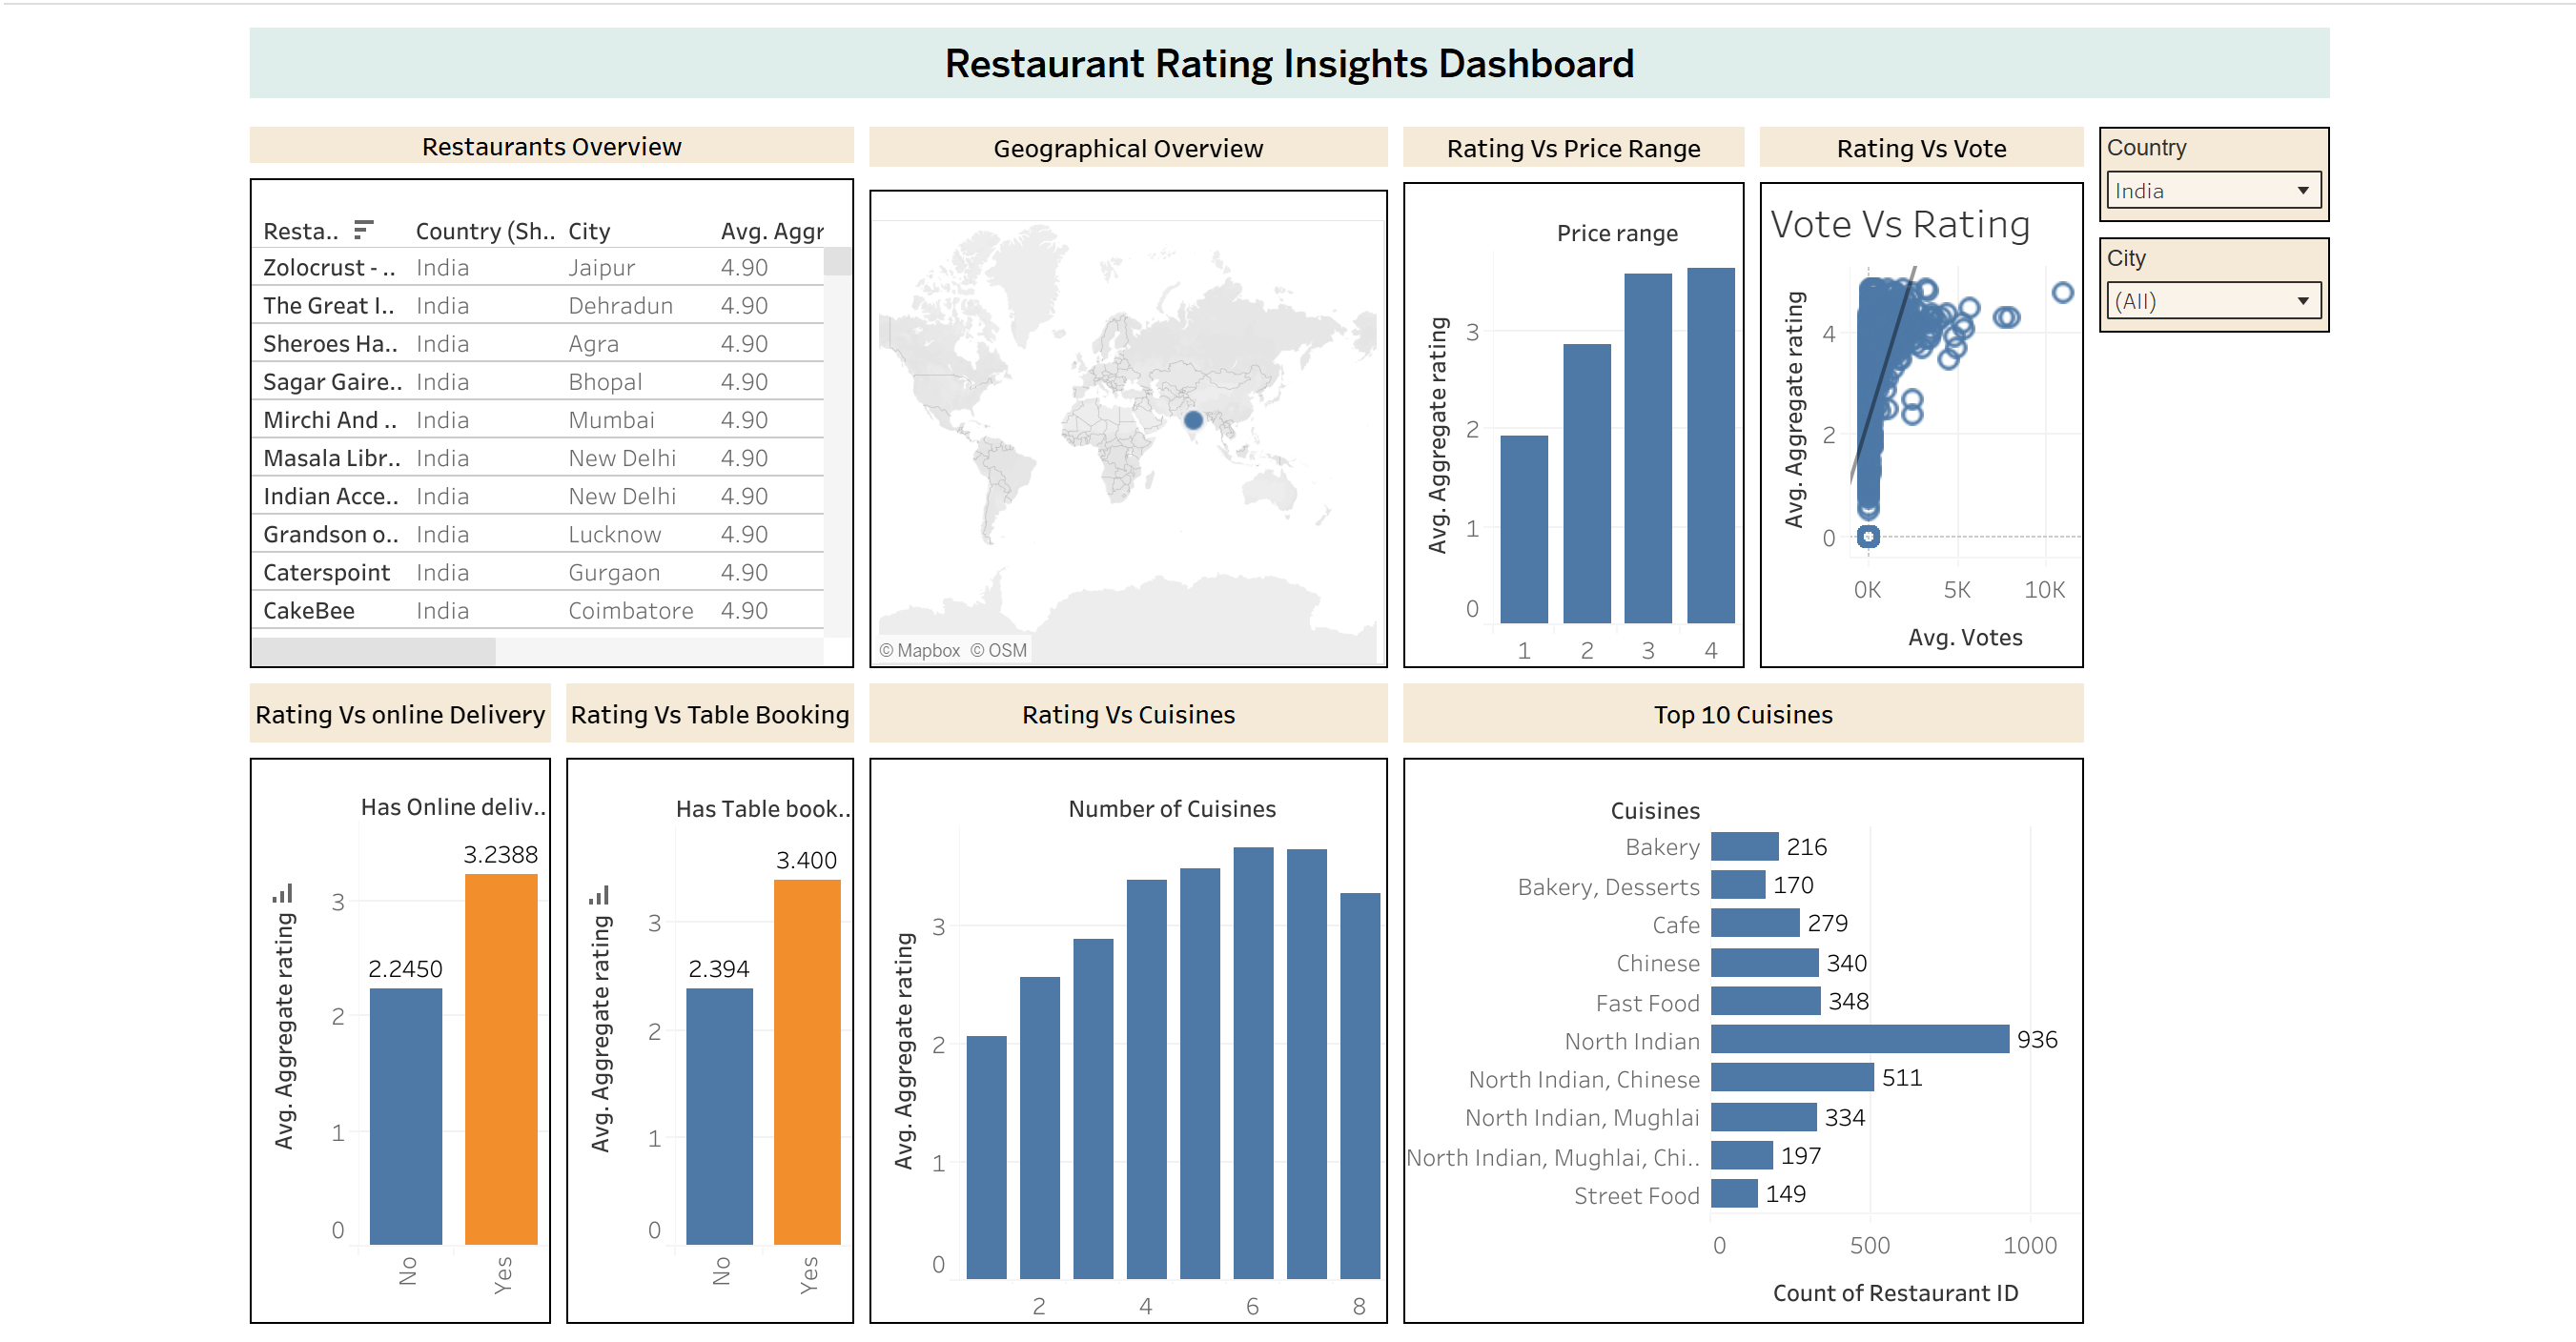 Restaurant Rating Insights Dashboard
Restaurants Overview
Resta.. Country (Sh.. City Avg. Aggr
Zolocrust - .. India Jaipur 4.90
The Great I.. India Dehradun 4.90
Sheroes Ha.. India Agra 4.90
Sagar Gaire.. India Bhopal 4.90
Mirchi And .. India Mumbai 4.90
Masala Libr.. India New Delhi 4.90
Indian Acce.. India New Delhi 4.90
Grandson o.. India Lucknow 4.90
Caterspoint India Gurgaon 4.90
CakeBee India Coimbatore 4.90
Geographical Overview
© Mapbox © OSM
Rating Vs Price Range
Price range
Avg. Aggregate rating
3
2
1
0
1 2 3 4
Rating Vs Vote
Vote Vs Rating
Avg. Aggregate rating
4
2
0
0K 5K 10K
Avg. Votes
Country
India
City
(All)
Rating Vs online Delivery
Has Online deliv..
Avg. Aggregate rating
3
2
1
0
2.2450
3.2388
No
Yes
Rating Vs Table Booking
Has Table book..
Avg. Aggregate rating
3
2
1
0
2.394
3.400
No
Yes
Rating Vs Cuisines
Number of Cuisines
Avg. Aggregate rating
3
2
1
0
2 4 6 8
Top 10 Cuisines
Cuisines
Bakery 216
Bakery, Desserts 170
Cafe 279
Chinese 340
Fast Food 348
North Indian 936
North Indian, Chinese 511
North Indian, Mughlai 334
North Indian, Mughlai, Chi.. 197
Street Food 149
0 500 1000
Count of Restaurant ID